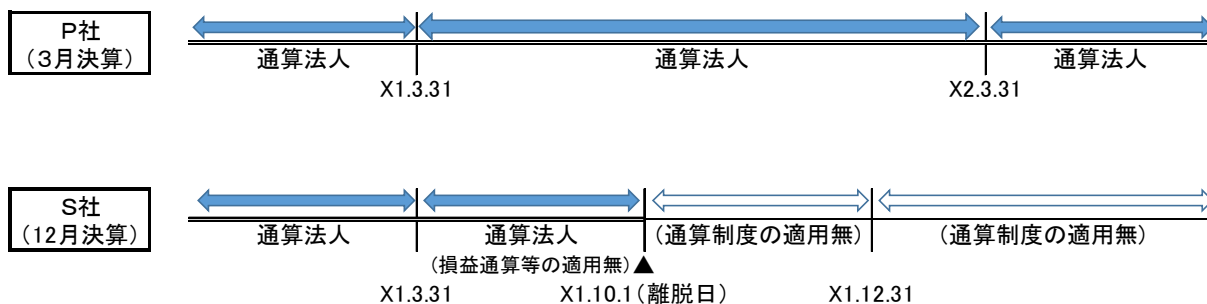 P社
(3月決算)
通算法人
通算法人
通算法人
X1.3.31
X2.3.31
S社
(12月決算)
通算法人
通算法人
(通算制度の適用無)
(通算制度の適用無)
(損益通算等の適用無)▲
X1.3.31
X1.10.1(離脱日)
X1.12.31